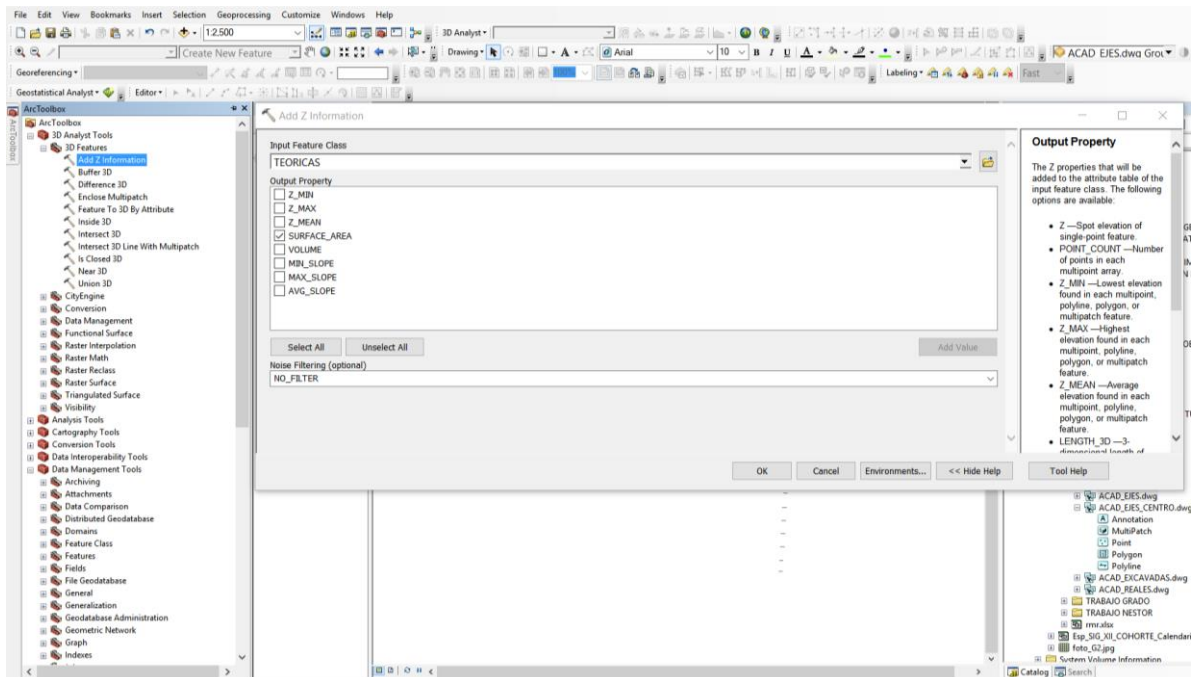 File Edit View Bookmarks Insert Selection Geoprocessing Customize Windows Help
1:2.500
3D Analyst
Create New Feature
Drawing
Arial
10
B I U A
ACAD_EJES.dwg Grou
Georeferencing
100%
Labeling
Fast
Geostatistical Analyst
Editor
ArcToolbox
ArcToolbox
ArcToolbox
3D Analyst Tools
3D Features
Add Z Information
Buffer 3D
Difference 3D
Enclose Multipatch
Feature To 3D By Attribute
Inside 3D
Intersect 3D
Intersect 3D Line With Multipatch
Is Closed 3D
Near 3D
Union 3D
CityEngine
Conversion
Data Management
Functional Surface
Raster Interpolation
Raster Math
Raster Reclass
Raster Surface
Triangulated Surface
Visibility
Analysis Tools
Cartography Tools
Conversion Tools
Data Interoperability Tools
Data Management Tools
Archiving
Attachments
Data Comparison
Distributed Geodatabase
Domains
Feature Class
Features
Fields
File Geodatabase
General
Generalization
Geodatabase Administration
Geometric Network
Graph
Indexes
Add Z Information
Input Feature Class
TEORICAS
Output Property
Z_MIN
Z_MAX
Z_MEAN
SURFACE_AREA
VOLUME
MIN_SLOPE
MAX_SLOPE
AVG_SLOPE
Select All
Unselect All
Add Value
Noise Filtering (optional)
NO_FILTER
OK
Cancel
Environments...
<< Hide Help
Tool Help
Output Property
The Z properties that will be
added to the attribute table of the
input feature class. The following
options are available:
• Z —Spot elevation of
single-point feature.
• POINT_COUNT —Number
of points in each
multipoint array.
• Z_MIN —Lowest elevation
found in each multipoint,
polyline, polygon, or
multipatch feature.
• Z_MAX —Highest
elevation found in each
multipoint, polyline,
polygon, or multipatch
feature.
• Z_MEAN —Average
elevation found in each
multipoint, polyline,
polygon, or multipatch
feature.
• LENGTH_3D —3-
dimensional length of
ACAD_EJES.dwg
ACAD_EJES_CENTRO.dwg
Annotation
MultiPatch
Point
Polygon
Polyline
ACAD_EXCAVADAS.dwg
ACAD_REALES.dwg
TRABAJO GRADO
TRABAJO NESTOR
rmr.xlsx
Esp_SIG_XII_COHORTE_Calendari
foto_G2.jpg
System Volume Information
Catalog
Search